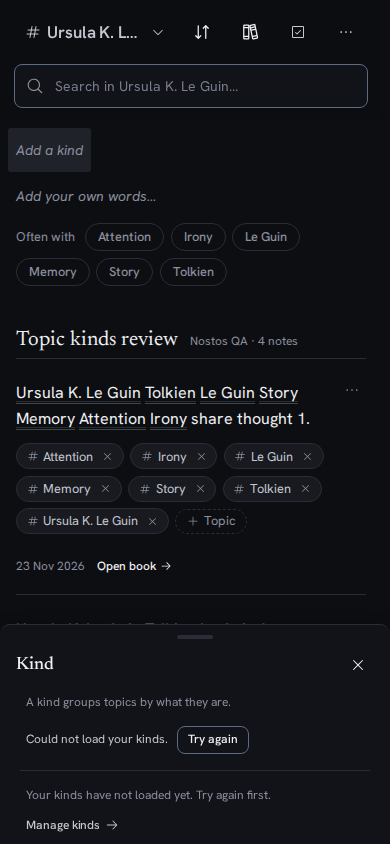 # Ursula K. L...
Search in Ursula K. Le Guin...
Add a kind
Add your own words...
Often with Attention Irony Le Guin
Memory Story Tolkien
Topic kinds review Nostos QA · 4 notes
Ursula K. Le Guin Tolkien Le Guin Story
Memory Attention Irony share thought 1.
# Attention × # Irony × # Le Guin ×
# Memory × # Story × # Tolkien ×
# Ursula K. Le Guin × + Topic
23 Nov 2026 Open book →
Kind
A kind groups topics by what they are.
Could not load your kinds. Try again
Your kinds have not loaded yet. Try again first.
Manage kinds →